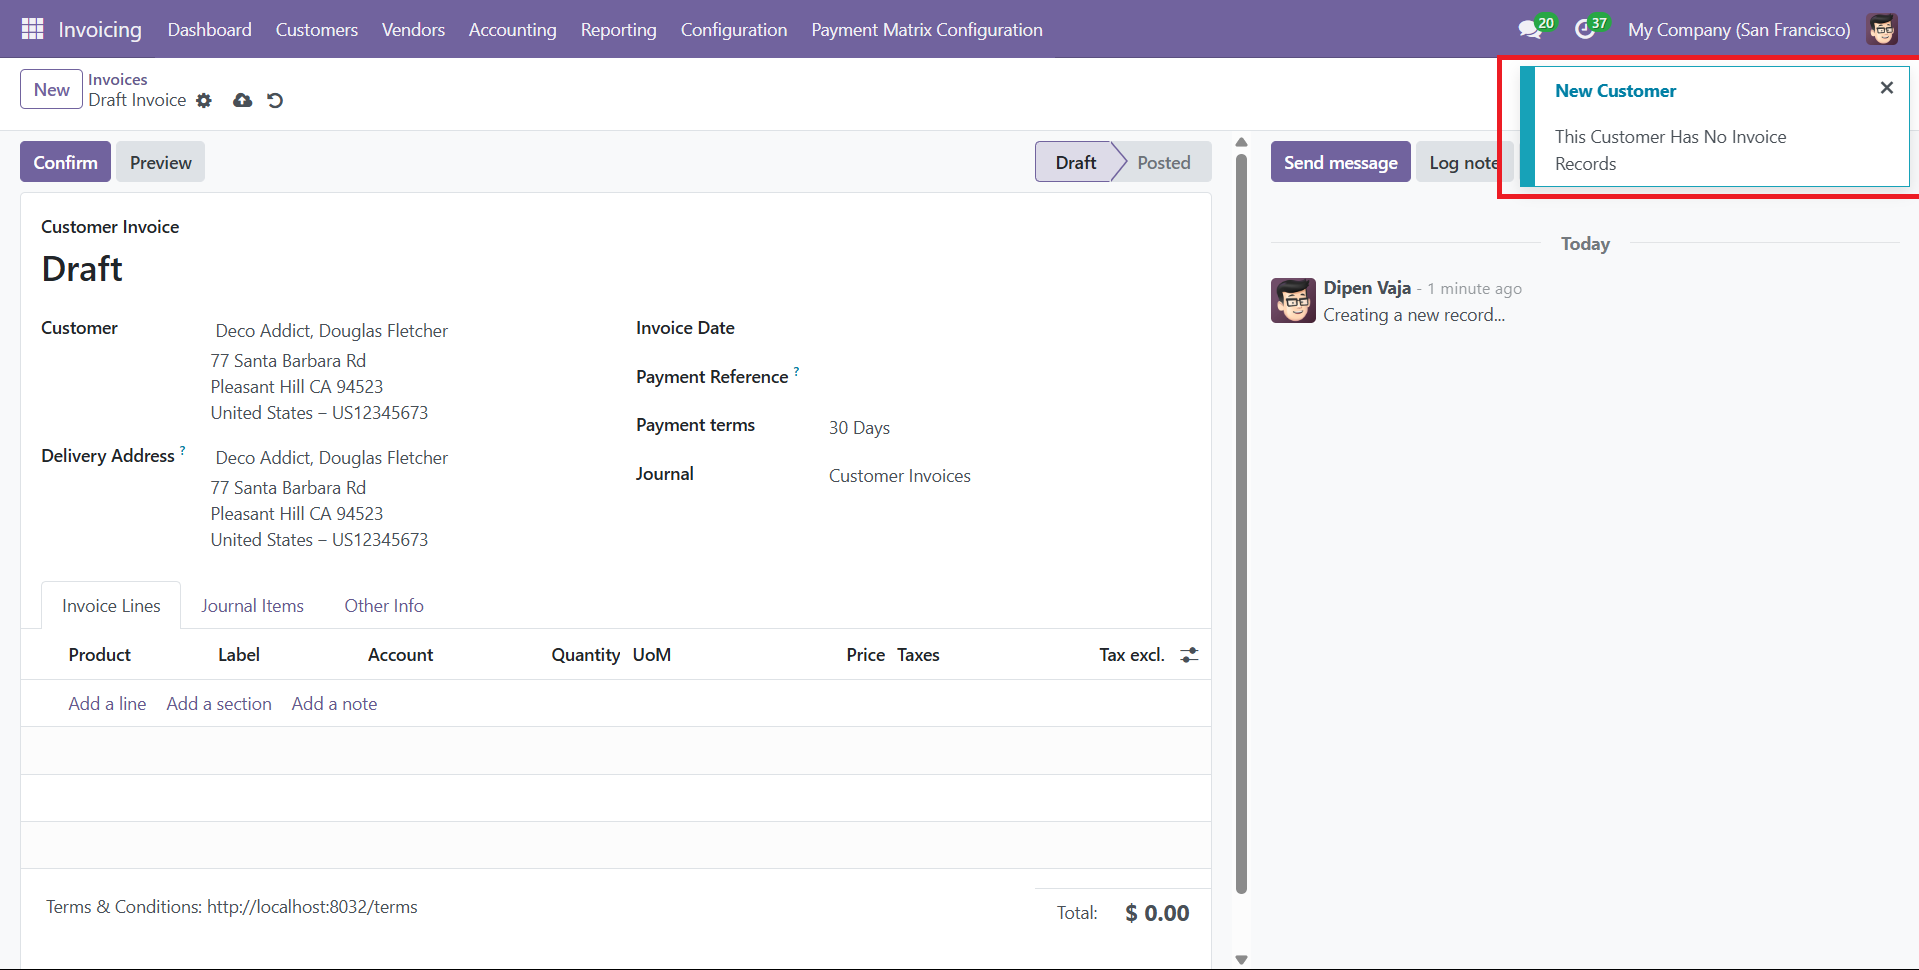 Invoicing Dashboard Customers Vendors Accounting Reporting Configuration Payment Matrix Configuration 20 37 My Company (San Francisco)
New
Invoices
Draft Invoice
New Customer
This Customer Has No Invoice
Records
Confirm Preview
Draft Posted
Send message Log note
Customer Invoice
Draft
Customer Deco Addict, Douglas Fletcher
77 Santa Barbara Rd
Pleasant Hill CA 94523
United States – US12345673
Delivery Address ? Deco Addict, Douglas Fletcher
77 Santa Barbara Rd
Pleasant Hill CA 94523
United States – US12345673
Invoice Date
Payment Reference ?
Payment terms 30 Days
Journal Customer Invoices
Today
Dipen Vaja - 1 minute ago
Creating a new record...
Invoice Lines Journal Items Other Info
Product Label Account Quantity UoM Price Taxes Tax excl.
Add a line Add a section Add a note
Terms & Conditions: http://localhost:8032/terms
Total: $ 0.00